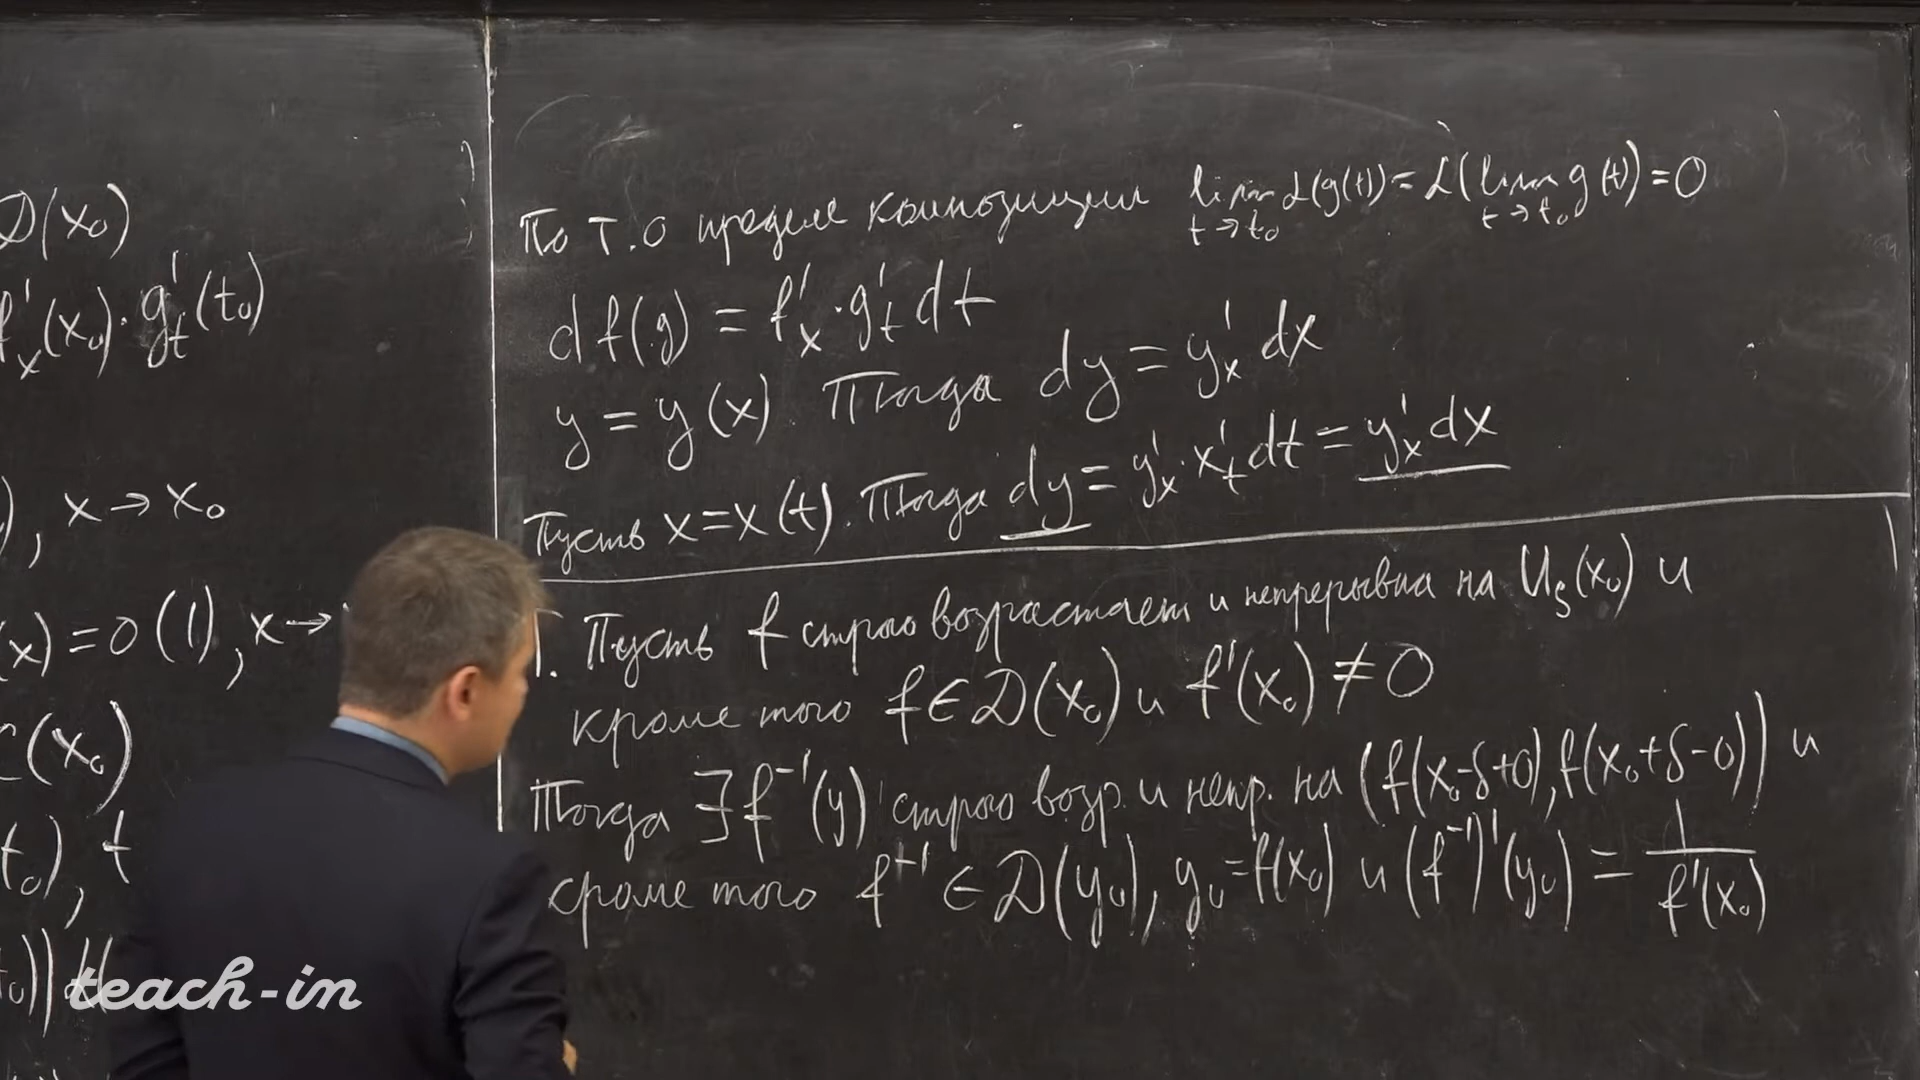 D(x₀)
f'ₓ(x₀)·g'ₜ(t₀)
), x → x₀
(x) = o(1), x →
(x₀)
t₀), t
t₀))
По т. о пределе композиции lim_{t→t₀} α(g(t)) = α(lim_{t→t₀} g(t)) = 0
df(g) = f'ₓ·g'ₜ dt
y = y(x). Тогда dy = y'ₓ dx
Пусть x = x(t). Тогда dy = y'ₓ·x'ₜ dt = y'ₓ dx
Т. Пусть f строго возрастает и непрерывна на U_δ(x₀) и
кроме того f ∈ D(x₀) и f'(x₀) ≠ 0
Тогда ∃ f⁻¹(y) строго возр. и непр. на (f(x₀-δ+0), f(x₀+δ-0)) и
кроме того f⁻¹ ∈ D(y₀), y₀ = f(x₀) и (f⁻¹)'(y₀) = 1/f'(x₀)
teach-in